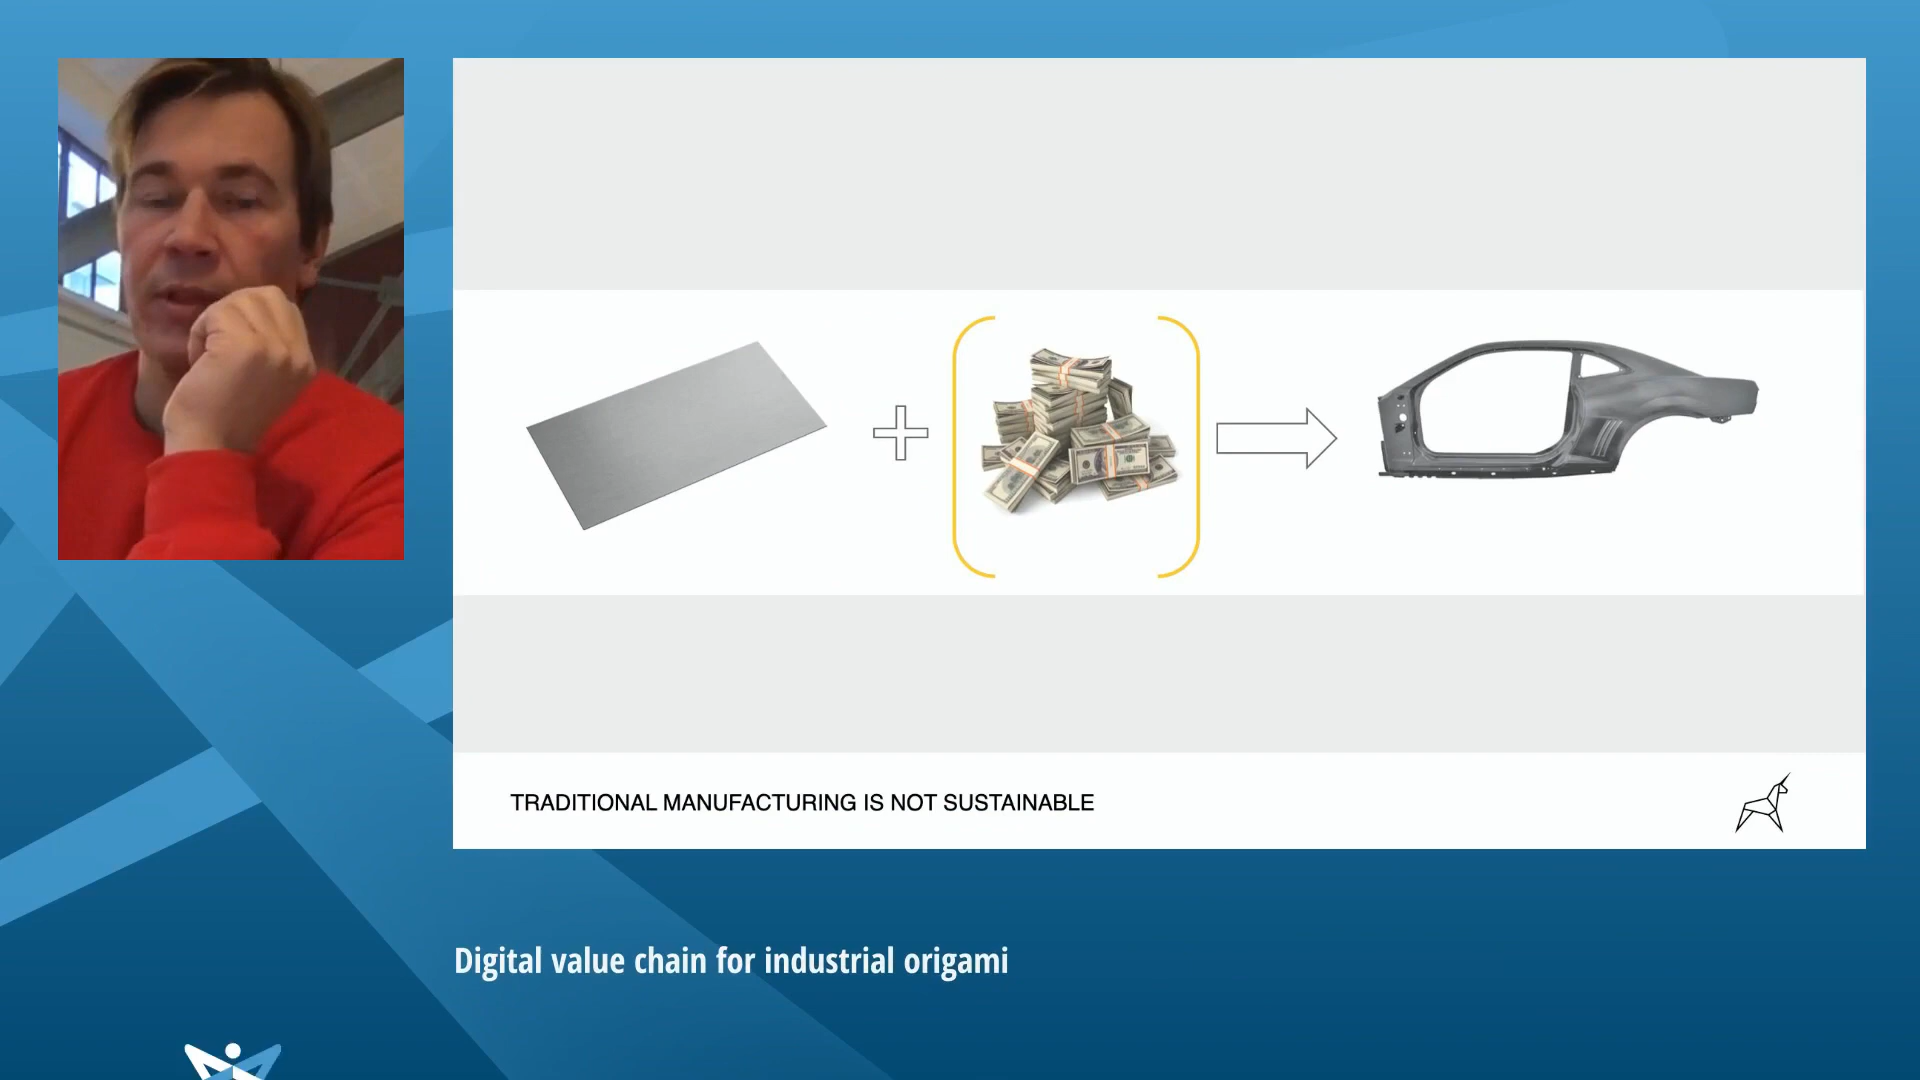 TRADITIONAL MANUFACTURING IS NOT SUSTAINABLE
Digital value chain for industrial origami